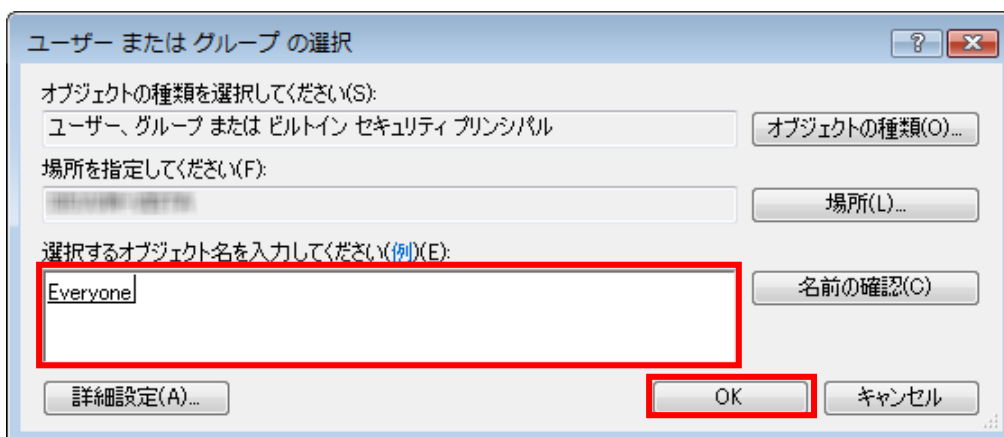 ユーザー または グループ の選択
オブジェクトの種類を選択してください(S):
ユーザー、グループ または ビルトイン セキュリティ プリンシパル
オブジェクトの種類(O)...
場所を指定してください(F):
場所(L)...
選択するオブジェクト名を入力してください(例)(E):
Everyone
名前の確認(C)
詳細設定(A)...
OK
キャンセル